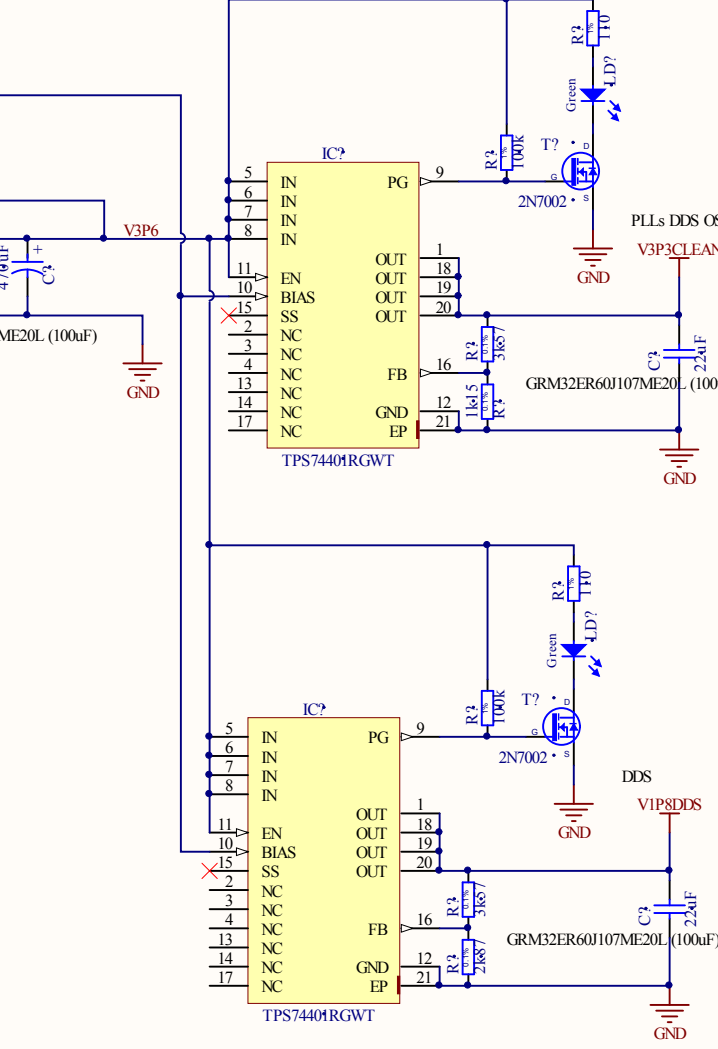 R?
1%
110
Green
LD?
T?
D
G
S
2N7002
IC?
R?
1%
100k
5 IN
6 IN
7 IN
8 IN
11 EN
10 BIAS
15 SS
2 NC
3 NC
4 NC
13 NC
14 NC
17 NC
PG 9
OUT 1
OUT 18
OUT 19
OUT 20
FB 16
GND 12
EP 21
TPS74401RGWT
V3P6
470uF
+
C?
ME20L (100uF)
GND
GND
PLLs DDS OS
V3P3CLEAN
R?
0.1%
3k57
1k15
0.1%
R?
C?
22uF
GRM32ER60J107ME20L (100
GND
R?
1%
110
Green
LD?
T?
D
G
S
2N7002
GND
IC?
R?
1%
100k
5 IN
6 IN
7 IN
8 IN
11 EN
10 BIAS
15 SS
2 NC
3 NC
4 NC
13 NC
14 NC
17 NC
PG 9
OUT 1
OUT 18
OUT 19
OUT 20
FB 16
GND 12
EP 21
TPS74401RGWT
DDS
V1P8DDS
R?
0.1%
3k57
R?
0.1%
2k87
C?
22uF
GRM32ER60J107ME20L (100uF)
GND